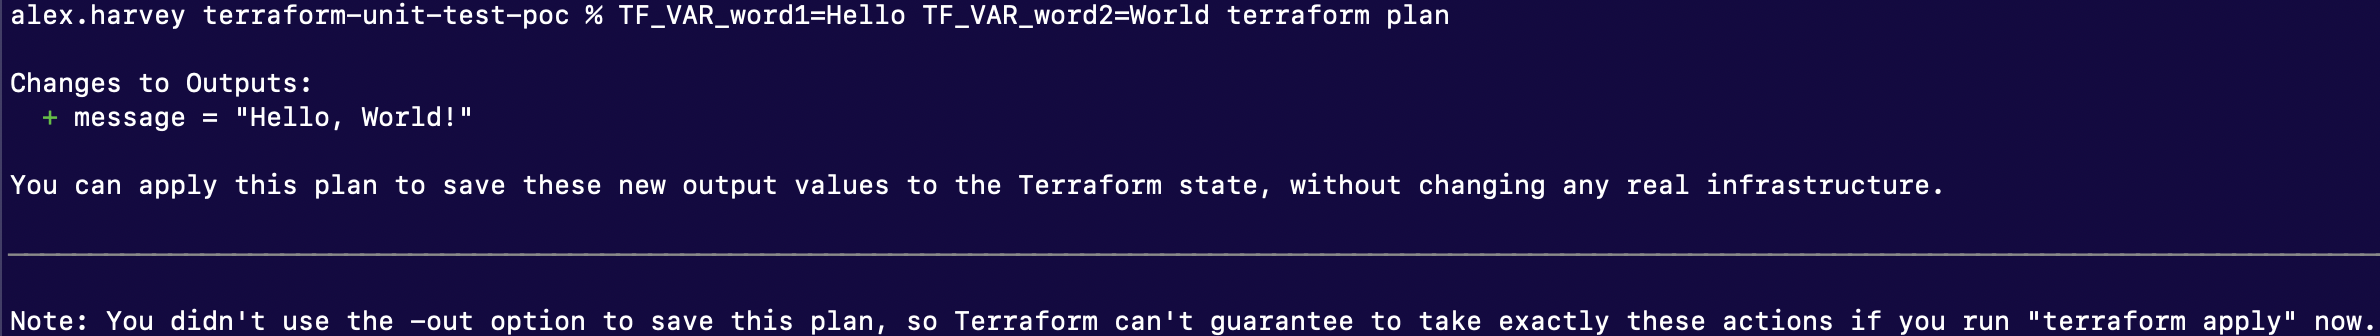 alex.harvey terraform-unit-test-poc % TF_VAR_word1=Hello TF_VAR_word2=World terraform plan
Changes to Outputs:
+ message = "Hello, World!"
You can apply this plan to save these new output values to the Terraform state, without changing any real infrastructure.
Note: You didn't use the -out option to save this plan, so Terraform can't guarantee to take exactly these actions if you run "terraform apply" now.